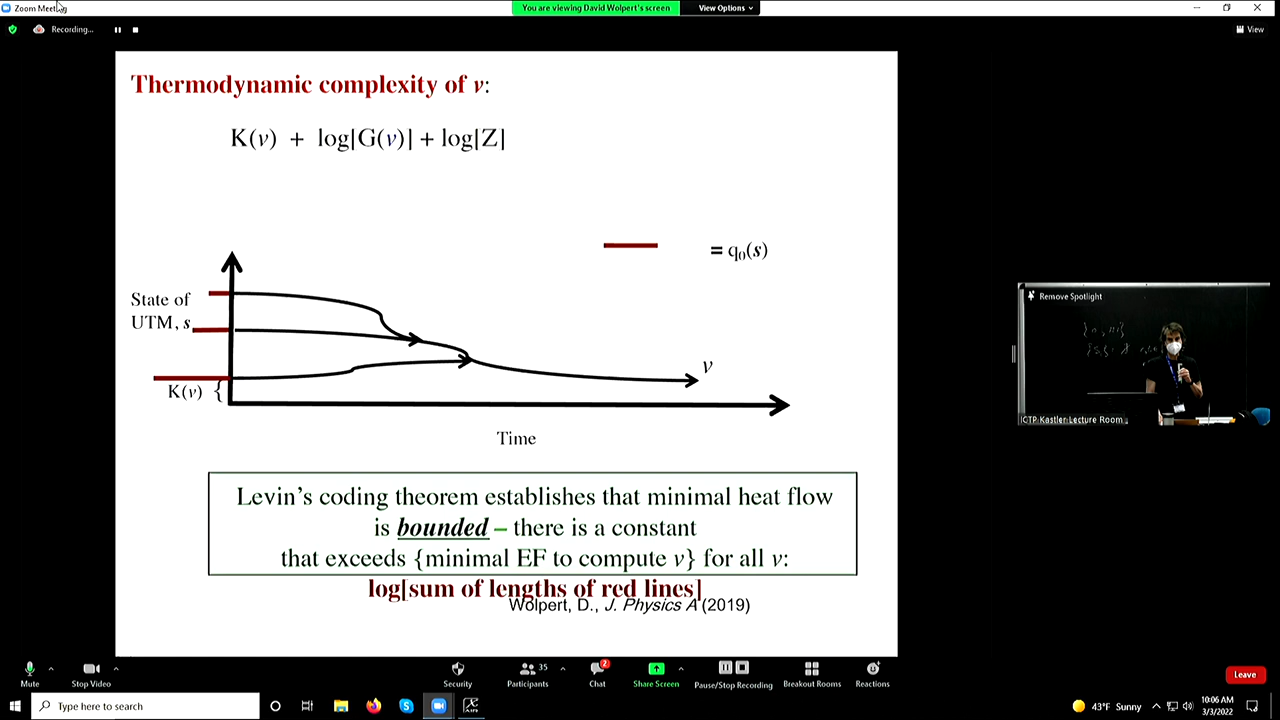 Zoom Meeting
You are viewing David Wolpert's screen
View Options
Recording...
View
Thermodynamic complexity of v:
K(v) + log[G(v)] + log[Z]
= q₀(s)
State of
UTM, s
K(v) {
v
Time
Levin's coding theorem establishes that minimal heat flow
is bounded – there is a constant
that exceeds {minimal EF to compute v} for all v:
log[sum of lengths of red lines]
Wolpert, D., J. Physics A (2019)
Remove Spotlight
ICTP Kastler Lecture Room
Mute
Stop Video
Security
35
Participants
2
Chat
Share Screen
Pause/Stop Recording
Breakout Rooms
Reactions
Leave
Type here to search
43°F Sunny
10:06 AM
3/3/2022